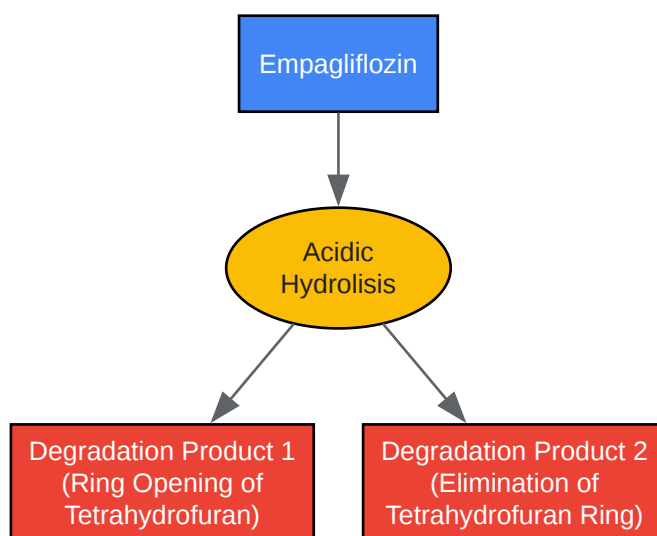 Empagliflozin
Acidic
Hydrolisis
Degradation Product 1
(Ring Opening of
Tetrahydrofuran)
Degradation Product 2
(Elimination of
Tetrahydrofuran Ring)